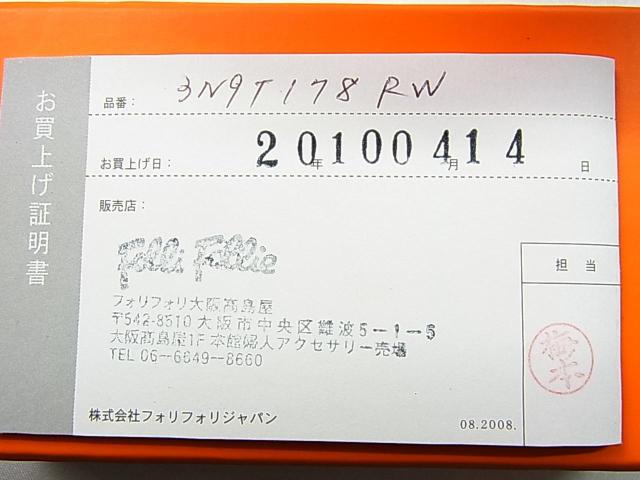 お買上げ証明書
品番： 3N9T178 RW
お買上げ日： 20100414 年 月 日
販売店：
Folli Follie
フォリフォリ大阪髙島屋
〒542-8510 大阪市中央区難波5-1-5
大阪髙島屋1F 本館婦人アクセサリー売場
TEL 06-6649-8660
担当
株式会社フォリフォリジャパン
08.2008.